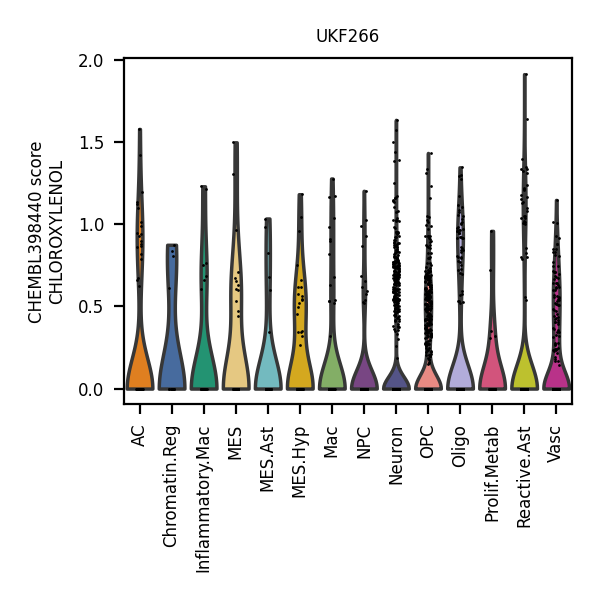 UKF266
CHEMBL398440 score
CHLOROXYLENOL
2.0
1.5
1.0
0.5
0.0
AC
Chromatin.Reg
Inflammatory.Mac
MES
MES.Ast
MES.Hyp
Mac
NPC
Neuron
OPC
Oligo
Prolif.Metab
Reactive.Ast
Vasc